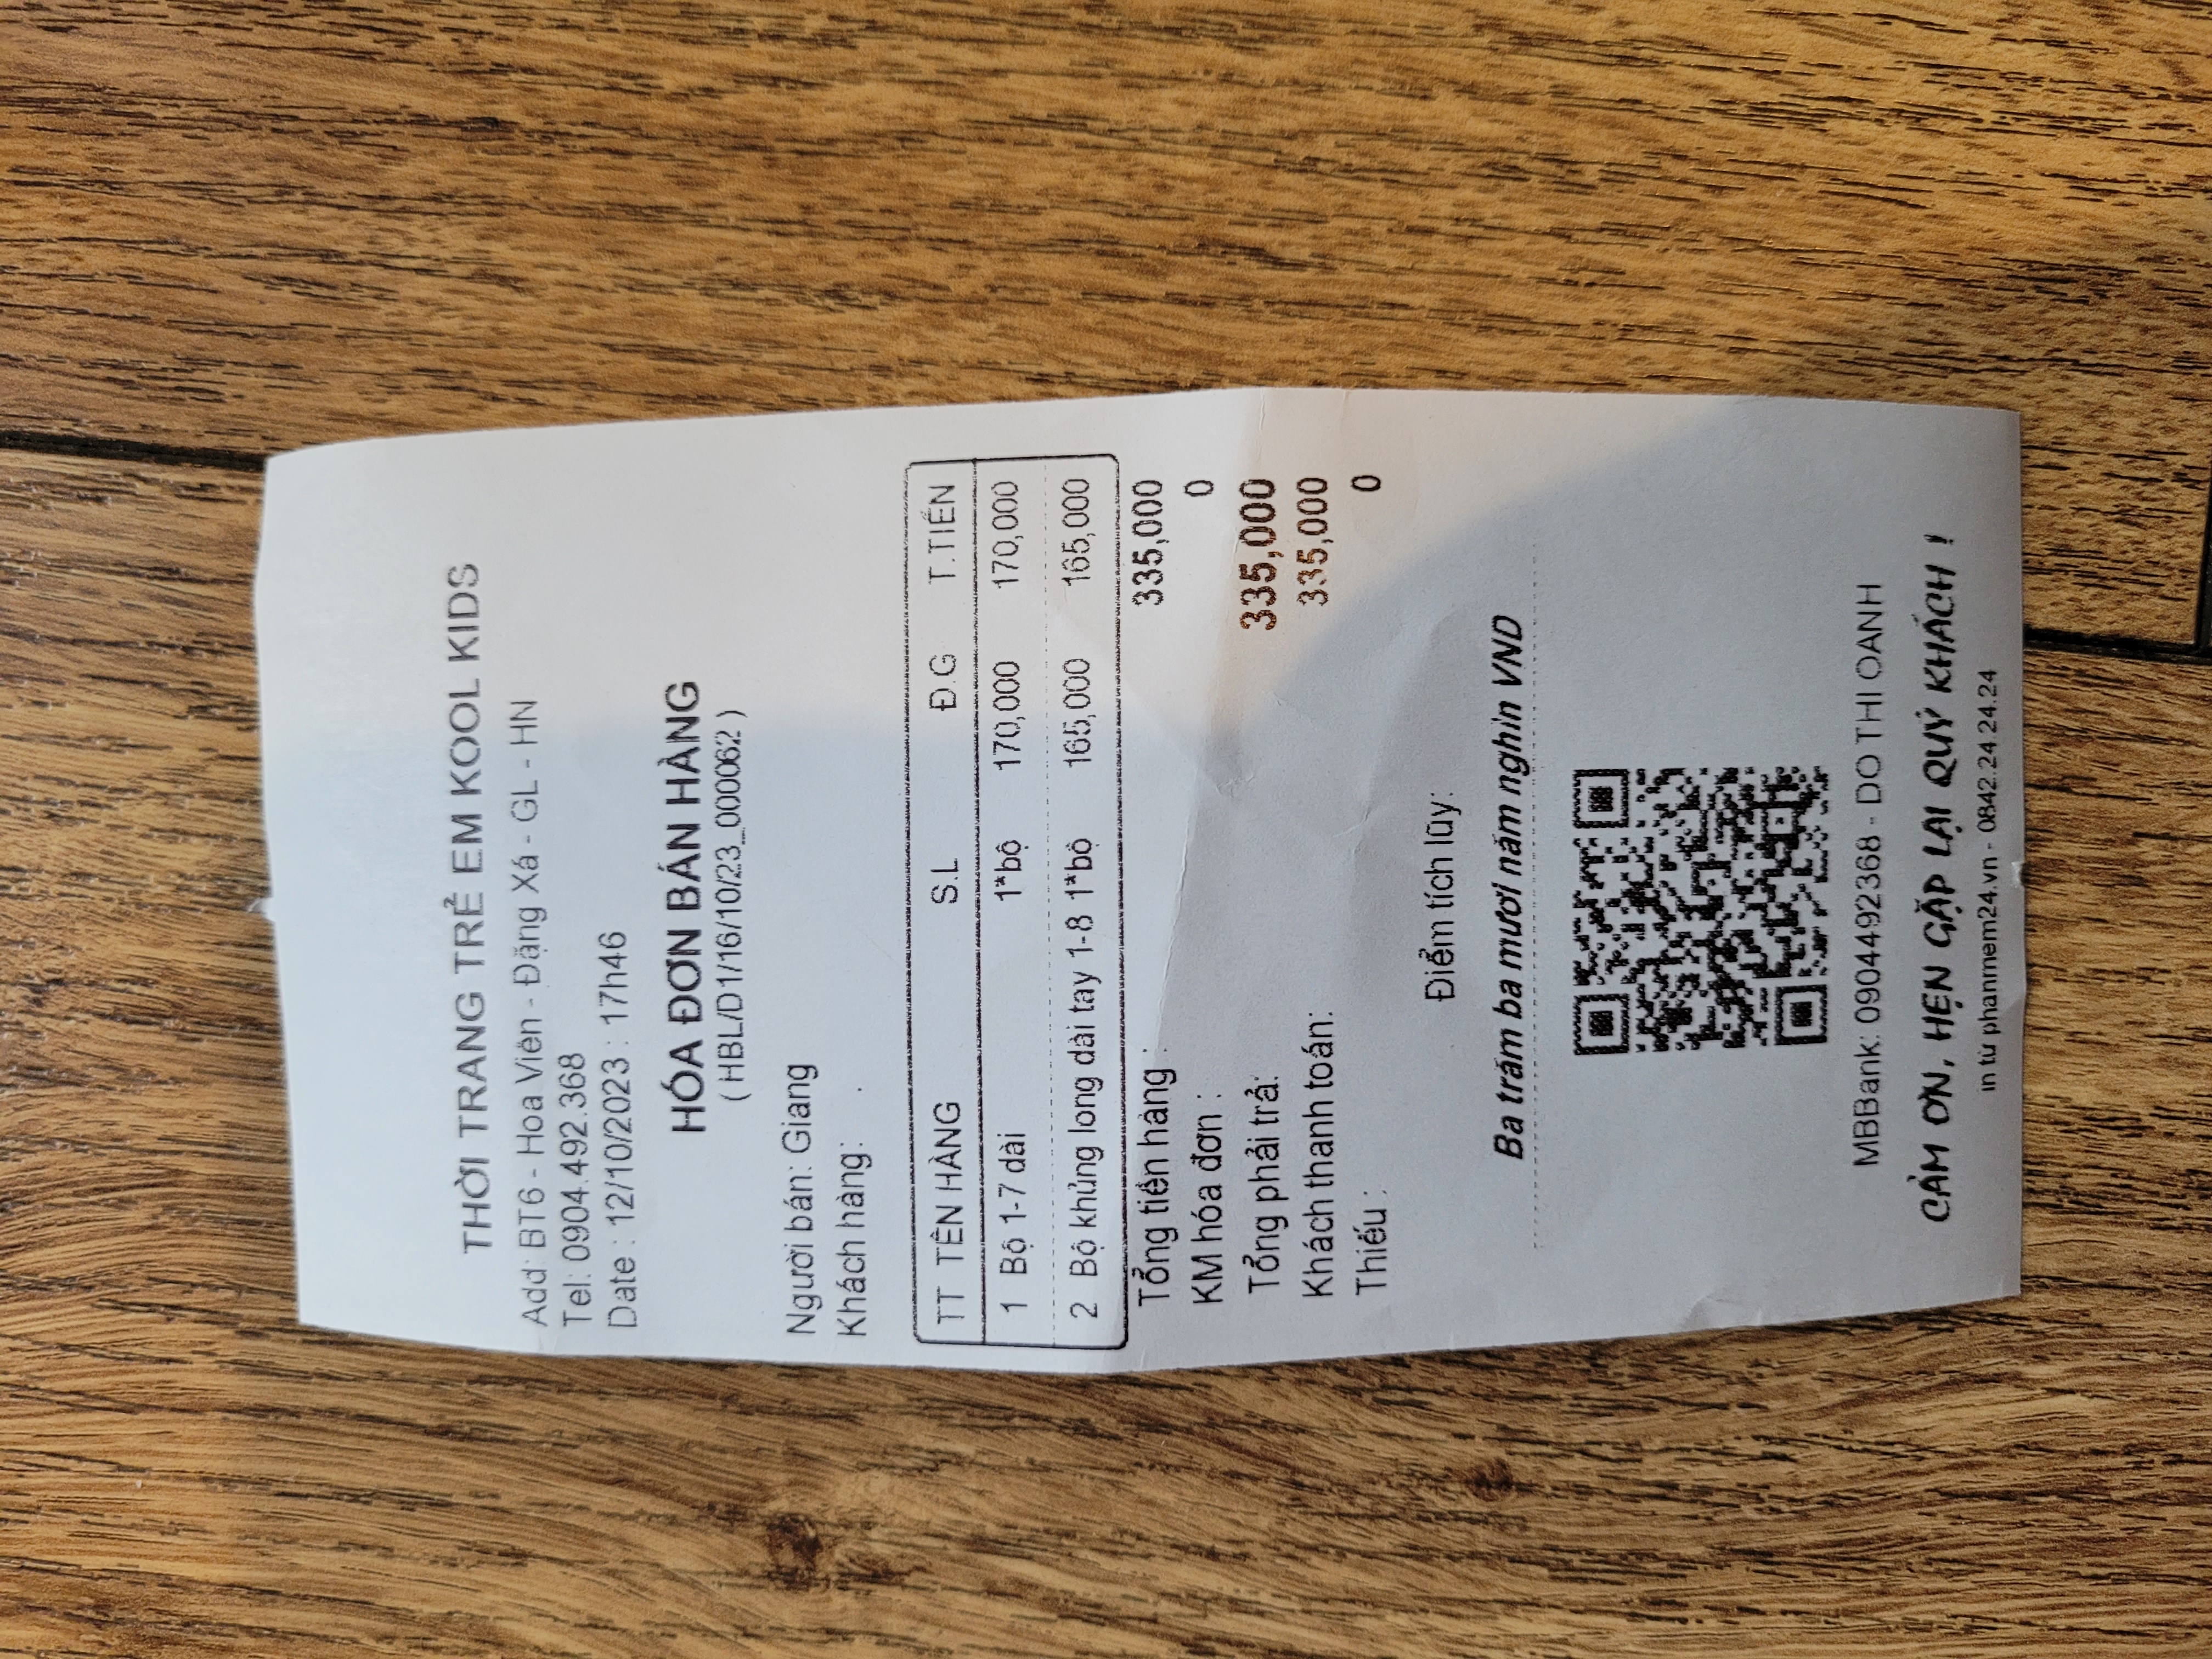 THỜI TRANG TRẺ EM KOOL KIDS
Add: BT6 - Hoa Viên - Đặng Xá - GL - HN
Tel: 0904.492.368
Date : 12/10/2023 : 17h46
HÓA ĐƠN BÁN HÀNG
( HBL/D1/16/10/23_000062 )
Người bán: Giang
Khách hàng: .
TT TÊN HÀNG S.L Đ.G T.TIỀN
1 Bộ 1-7 dài 1*bộ 170,000 170,000
2 Bộ khủng long dài tay 1-8 1*bộ 165,000 165,000
Tổng tiền hàng : 335,000
KM hóa đơn : 0
Tổng phải trả: 335,000
Khách thanh toán: 335,000
Thiếu : 0
Điểm tích lũy:
Ba trăm ba mươi năm nghìn VND
MBBank: 0904492368 - DO THI OANH
CẢM ƠN, HẸN GẶP LẠI QUÝ KHÁCH !
in từ phanmem24.vn - 0842.24.24.24